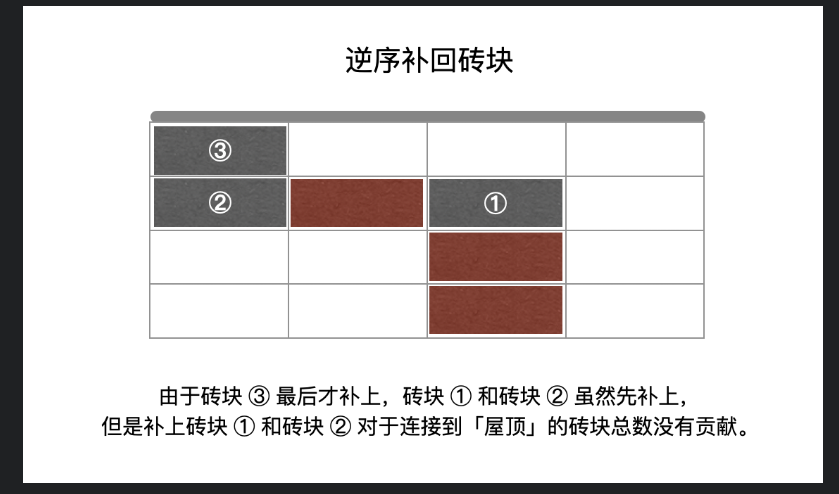 逆序补回砖块
③
② ①
由于砖块 ③ 最后才补上，砖块 ① 和砖块 ② 虽然先补上，
但是补上砖块 ① 和砖块 ② 对于连接到「屋顶」的砖块总数没有贡献。